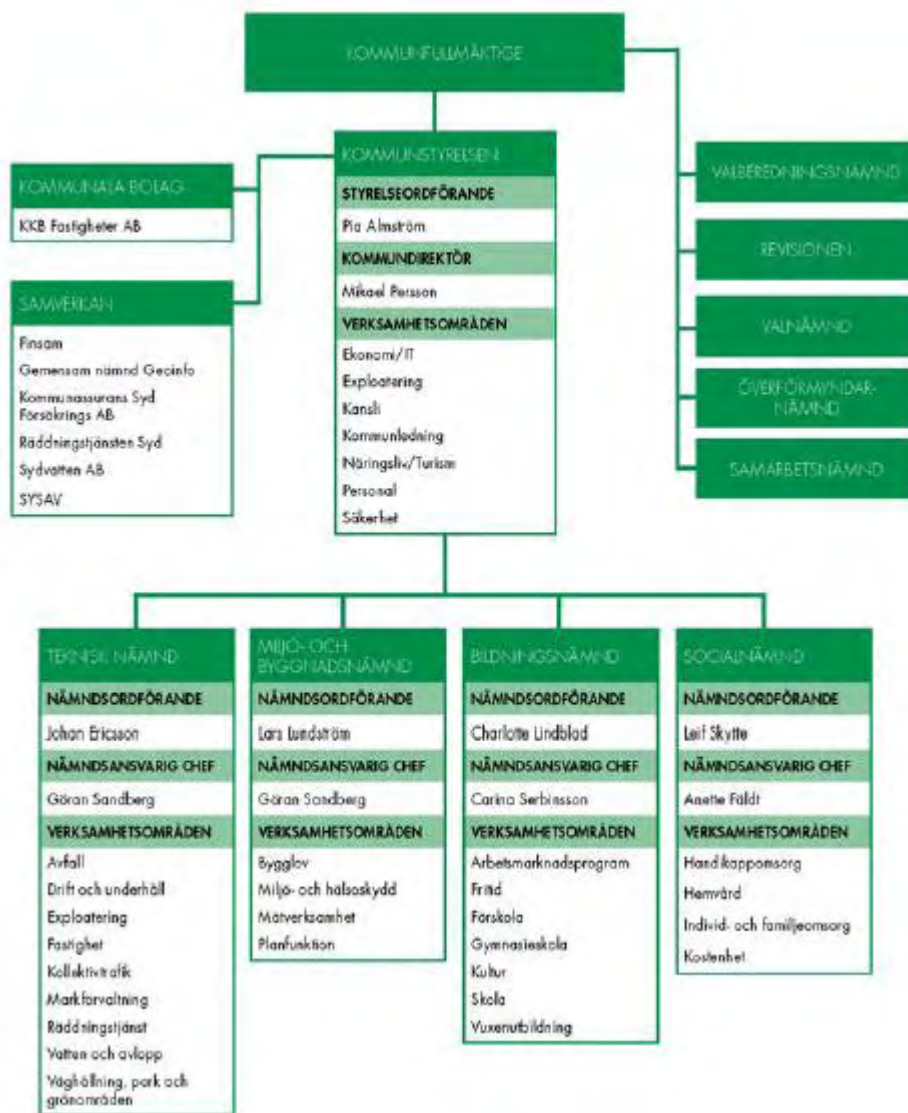 KOMMUNFULLMÄKTIGE
KOMMUNALA BOLAG
KKB Fastigheter AB
SAMVERKAN
Finsam
Gemensam nämnd Geoinfo
Kommunassurans Syd
Försäkrings AB
Räddningstjänsten Syd
Sydvatten AB
SYSAV
KOMMUNSTYRELSEN
STYRELSEORDFÖRANDE
Pia Almström
KOMMUNDIREKTÖR
Mikael Persson
VERKSAMHETSOMRÅDEN
Ekonomi/IT
Exploatering
Kansli
Kommunledning
Näringsliv/Turism
Personal
Säkerhet
VALBEREDNINGSNÄMND
REVISIONEN
VALNÄMND
ÖVERFÖRMYNDAR-
NÄMND
SAMARBETSNÄMND
TEKNISK NÄMND
NÄMNDSORDFÖRANDE
Johan Ericsson
NÄMNDSANSVARIG CHEF
Göran Sandberg
VERKSAMHETSOMRÅDEN
Avfall
Drift och underhåll
Exploatering
Fastighet
Kollektivtrafik
Markförvaltning
Räddningstjänst
Vatten och avlopp
Väghållning, park och
grönområden
MILJÖ- OCH
BYGGNADSNÄMND
NÄMNDSORDFÖRANDE
Lars Lundström
NÄMNDSANSVARIG CHEF
Göran Sandberg
VERKSAMHETSOMRÅDEN
Bygglov
Miljö- och hälsoskydd
Mätverksamhet
Planfunktion
BILDNINGSNÄMND
NÄMNDSORDFÖRANDE
Charlotte Lindblad
NÄMNDSANSVARIG CHEF
Carina Serbinsson
VERKSAMHETSOMRÅDEN
Arbetsmarknadsprogram
Fritid
Förskola
Gymnasieskola
Kultur
Skola
Vuxenutbildning
SOCIALNÄMND
NÄMNDSORDFÖRANDE
Leif Skytte
NÄMNDSANSVARIG CHEF
Anette Fäldt
VERKSAMHETSOMRÅDEN
Handikappomsorg
Hemvård
Individ- och familjeomsorg
Kostenhet